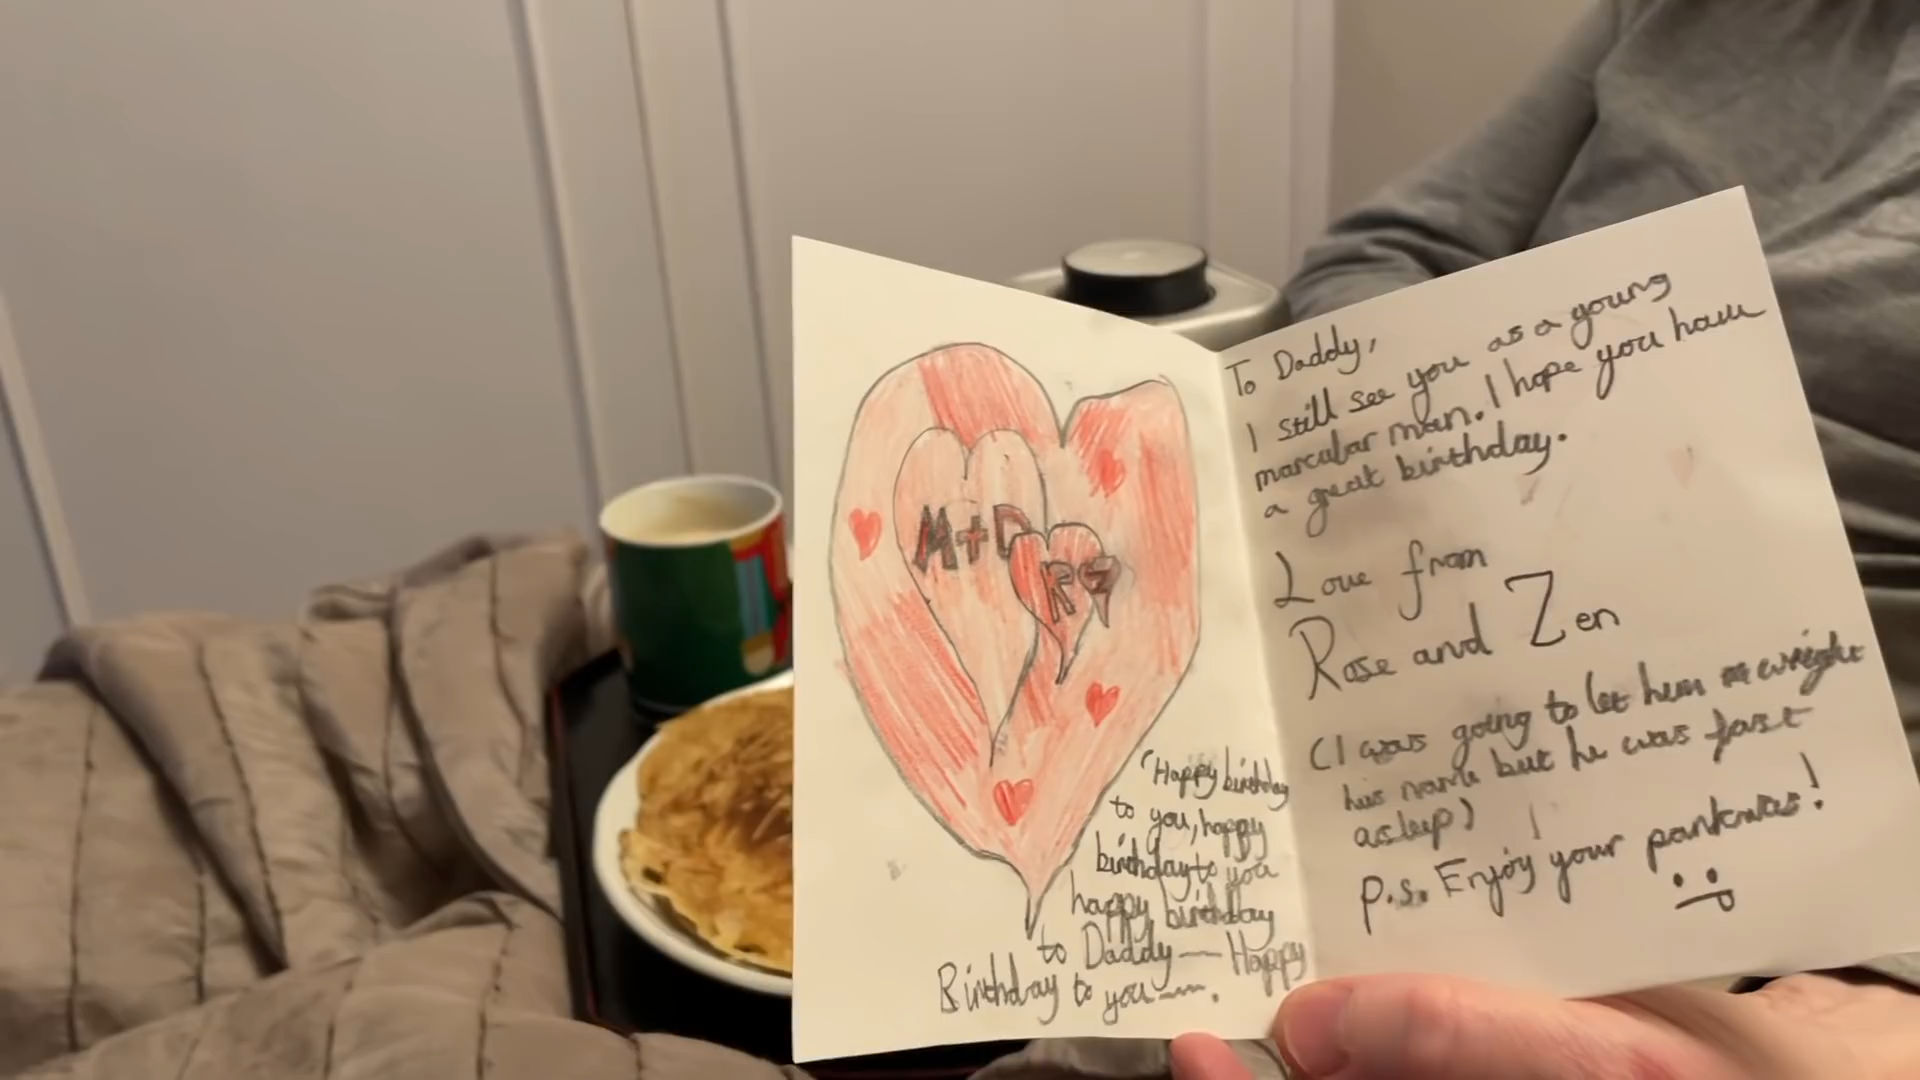 M+D
RZ
"Happy birthday
to you, happy
birthday to you
happy birthday
to Daddy — Happy
Birthday to you —.
To Daddy,
I still see you as a young
marcular man. I hope you have
a great birthday.
Love from
Rose and Zen
(I was going to let him wright
his name but he was fast
asleep)
P.S. Enjoy your pankwas!